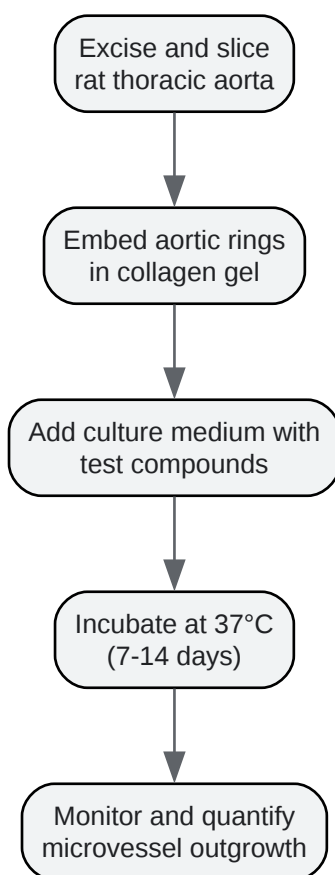 Excise and slice
rat thoracic aorta
Embed aortic rings
in collagen gel
Add culture medium with
test compounds
Incubate at 37°C
(7-14 days)
Monitor and quantify
microvessel outgrowth